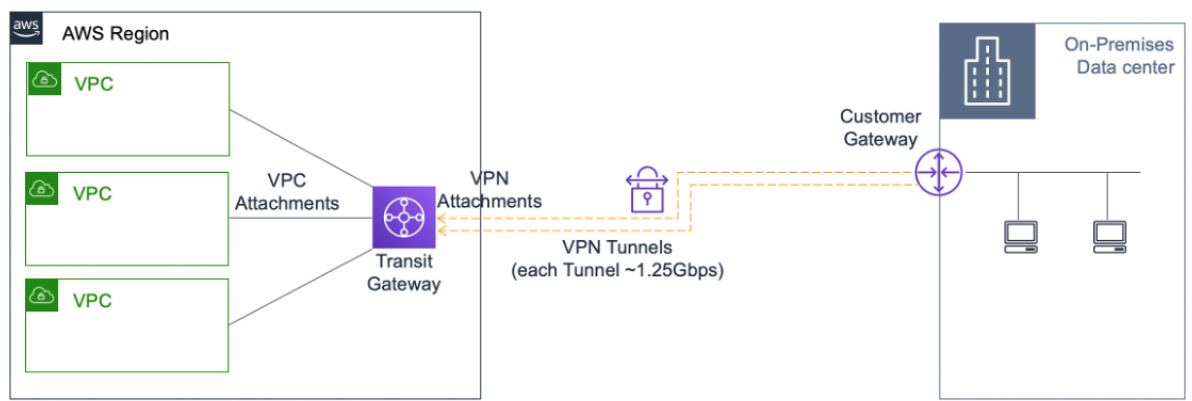 aws
AWS Region
VPC
VPC
VPC
VPC
Attachments
Transit
Gateway
VPN
Attachments
VPN Tunnels
(each Tunnel ~1.25Gbps)
Customer
Gateway
On-Premises
Data center